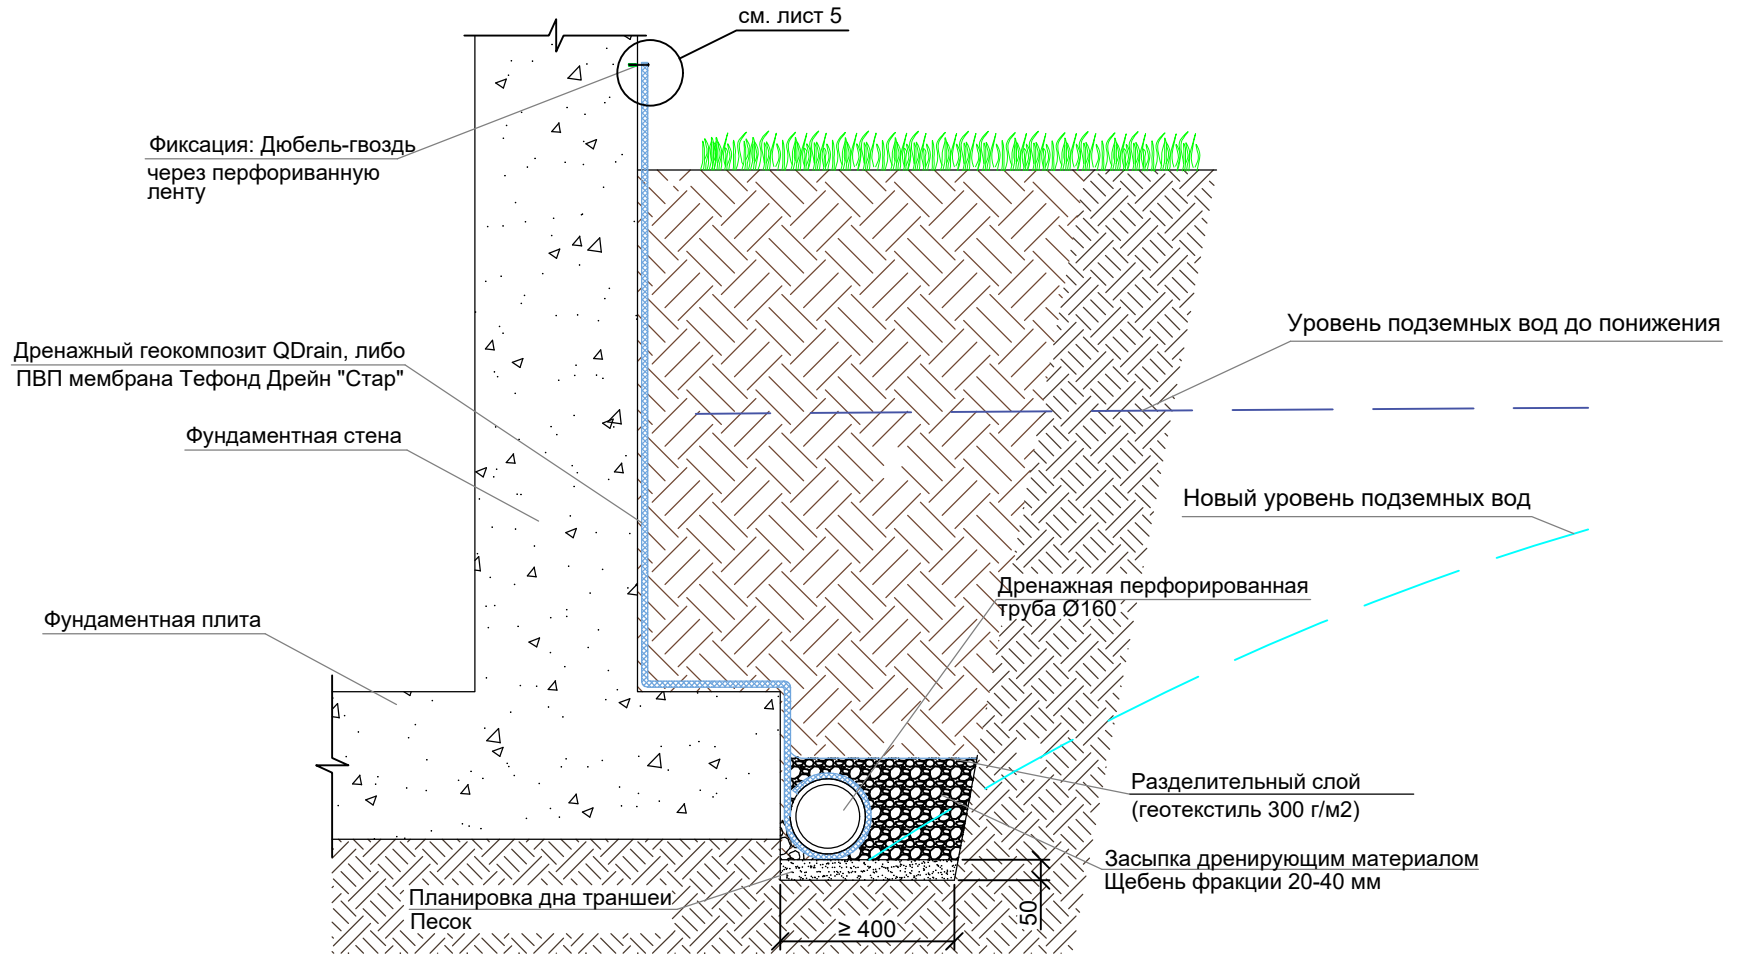 см. лист 5
Фиксация: Дюбель-гвоздь
через перфориванную
ленту
Уровень подземных вод до понижения
Дренажный геокомпозит QDrain, либо
ПВП мембрана Тефонд Дрейн "Стар"
Фундаментная стена
Новый уровень подземных вод
Дренажная перфорированная
труба Ø160
Фундаментная плита
Разделительный слой
(геотекстиль 300 г/м2)
Засыпка дренирующим материалом
Щебень фракции 20-40 мм
Планировка дна траншеи
Песок
≥ 400
50